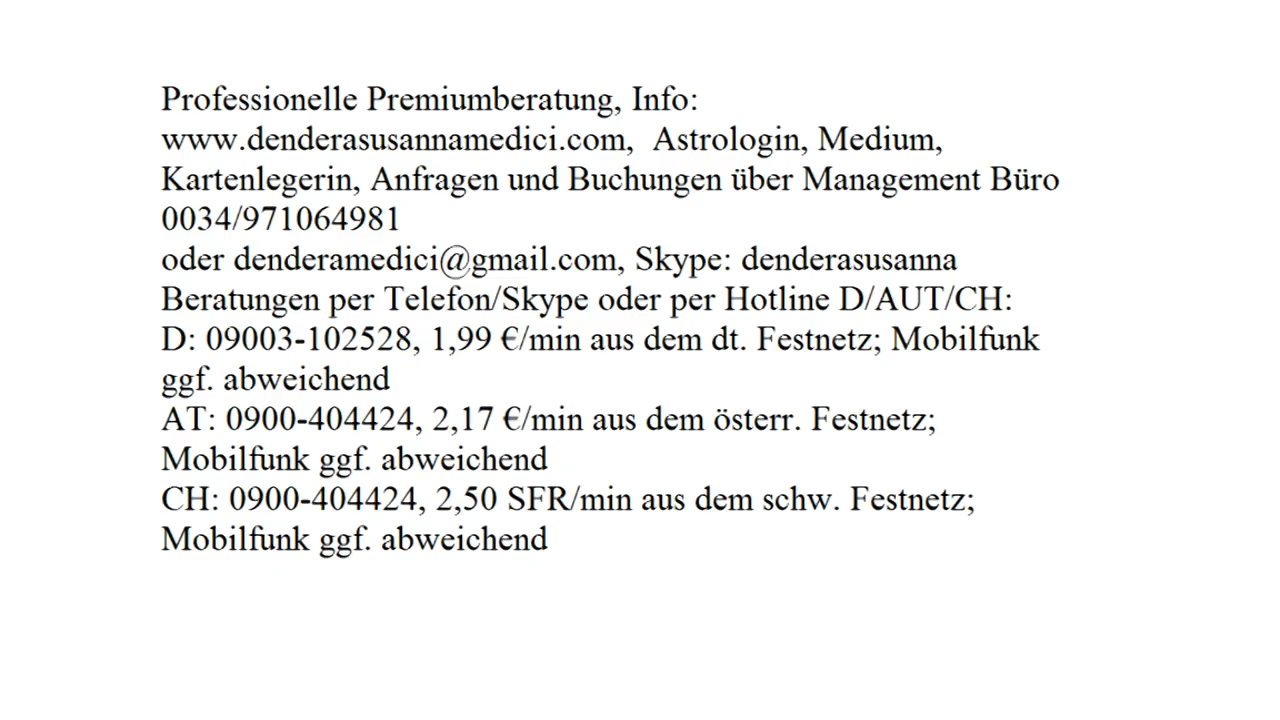 Professionelle Premiumberatung, Info:
www.denderasusannamedici.com,  Astrologin, Medium,
Kartenlegerin, Anfragen und Buchungen über Management Büro
0034/971064981
oder denderamedici@gmail.com, Skype: denderasusanna
Beratungen per Telefon/Skype oder per Hotline D/AUT/CH:
D: 09003-102528, 1,99 €/min aus dem dt. Festnetz; Mobilfunk
ggf. abweichend
AT: 0900-404424, 2,17 €/min aus dem österr. Festnetz;
Mobilfunk ggf. abweichend
CH: 0900-404424, 2,50 SFR/min aus dem schw. Festnetz;
Mobilfunk ggf. abweichend